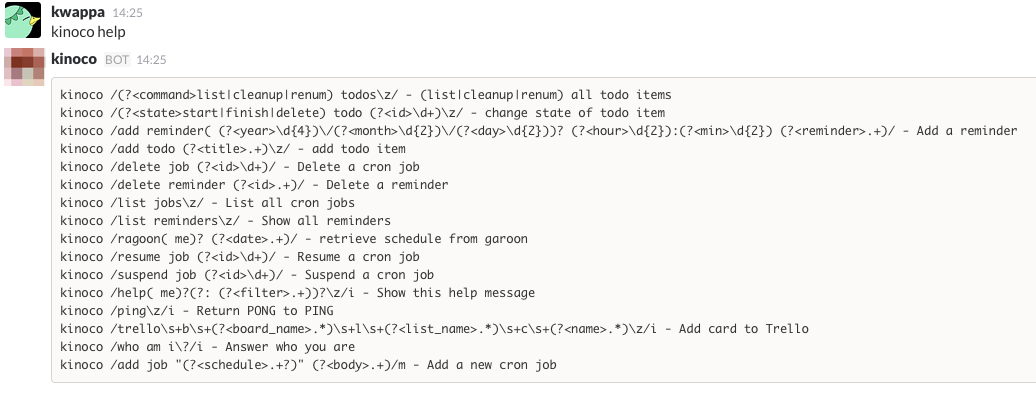 kwappa 14:25
kinoco help
kinoco BOT 14:25
kinoco /(?<command>list|cleanup|renum) todos\z/ - (list|cleanup|renum) all todo items
kinoco /(?<state>start|finish|delete) todo (?<id>\d+)\z/ - change state of todo item
kinoco /add reminder( (?<year>\d{4})\/(?<month>\d{2})\/(?<day>\d{2}))? (?<hour>\d{2}):(?<min>\d{2}) (?<reminder>.+)/ - Add a reminder
kinoco /add todo (?<title>.+)\z/ - add todo item
kinoco /delete job (?<id>\d+)/ - Delete a cron job
kinoco /delete reminder (?<id>.+)/ - Delete a reminder
kinoco /list jobs\z/ - List all cron jobs
kinoco /list reminders\z/ - Show all reminders
kinoco /ragoon( me)? (?<date>.+)/ - retrieve schedule from garoon
kinoco /resume job (?<id>\d+)/ - Resume a cron job
kinoco /suspend job (?<id>\d+)/ - Suspend a cron job
kinoco /help( me)?(?: (?<filter>.+))?\z/i - Show this help message
kinoco /ping\z/i - Return PONG to PING
kinoco /trello\s+b\s+(?<board_name>.*)\s+l\s+(?<list_name>.*)\s+c\s+(?<name>.*)\z/i - Add card to Trello
kinoco /who am i\?/i - Answer who you are
kinoco /add job "(?<schedule>.+?)" (?<body>.+)/m - Add a new cron job